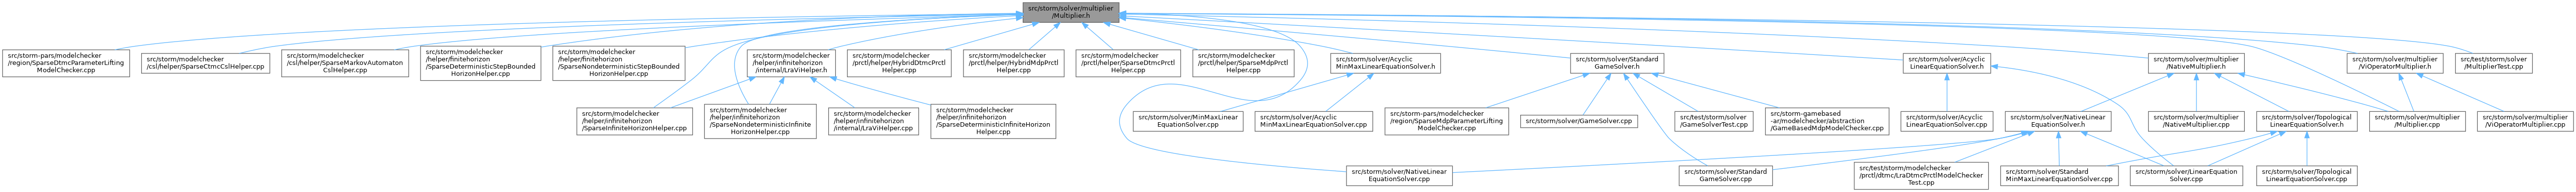 src/storm/solver/multiplier
/Multiplier.h
src/storm-pars/modelchecker
/region/SparseDtmcParameterLifting
ModelChecker.cpp
src/storm/modelchecker
/csl/helper/SparseCtmcCslHelper.cpp
src/storm/modelchecker
/csl/helper/SparseMarkovAutomaton
CslHelper.cpp
src/storm/modelchecker
/helper/finitehorizon
/SparseDeterministicStepBounded
HorizonHelper.cpp
src/storm/modelchecker
/helper/finitehorizon
/SparseNondeterministicStepBounded
HorizonHelper.cpp
src/storm/modelchecker
/helper/infinitehorizon
/internal/LraViHelper.h
src/storm/modelchecker
/prctl/helper/HybridDtmcPrctl
Helper.cpp
src/storm/modelchecker
/prctl/helper/HybridMdpPrctl
Helper.cpp
src/storm/modelchecker
/prctl/helper/SparseDtmcPrctl
Helper.cpp
src/storm/modelchecker
/prctl/helper/SparseMdpPrctl
Helper.cpp
src/storm/solver/Acyclic
MinMaxLinearEquationSolver.h
src/storm/solver/Standard
GameSolver.h
src/storm/solver/Acyclic
LinearEquationSolver.h
src/storm/solver/multiplier
/NativeMultiplier.h
src/storm/solver/multiplier
/ViOperatorMultiplier.h
src/test/storm/solver
/MultiplierTest.cpp
src/storm/modelchecker
/helper/infinitehorizon
/SparseInfiniteHorizonHelper.cpp
src/storm/modelchecker
/helper/infinitehorizon
/SparseNondeterministicInfinite
HorizonHelper.cpp
src/storm/modelchecker
/helper/infinitehorizon
/internal/LraViHelper.cpp
src/storm/modelchecker
/helper/infinitehorizon
/SparseDeterministicInfiniteHorizon
Helper.cpp
src/storm/solver/MinMaxLinear
EquationSolver.cpp
src/storm/solver/Acyclic
MinMaxLinearEquationSolver.cpp
src/storm-pars/modelchecker
/region/SparseMdpParameterLifting
ModelChecker.cpp
src/storm/solver/GameSolver.cpp
src/test/storm/solver
/GameSolverTest.cpp
src/storm-gamebased
-ar/modelchecker/abstraction
/GameBasedMdpModelChecker.cpp
src/storm/solver/Acyclic
LinearEquationSolver.cpp
src/storm/solver/NativeLinear
EquationSolver.h
src/storm/solver/multiplier
/NativeMultiplier.cpp
src/storm/solver/Topological
LinearEquationSolver.h
src/storm/solver/multiplier
/Multiplier.cpp
src/storm/solver/multiplier
/ViOperatorMultiplier.cpp
src/storm/solver/NativeLinear
EquationSolver.cpp
src/storm/solver/Standard
GameSolver.cpp
src/test/storm/modelchecker
/prctl/dtmc/LraDtmcPrctlModelChecker
Test.cpp
src/storm/solver/Standard
MinMaxLinearEquationSolver.cpp
src/storm/solver/LinearEquation
Solver.cpp
src/storm/solver/Topological
LinearEquationSolver.cpp